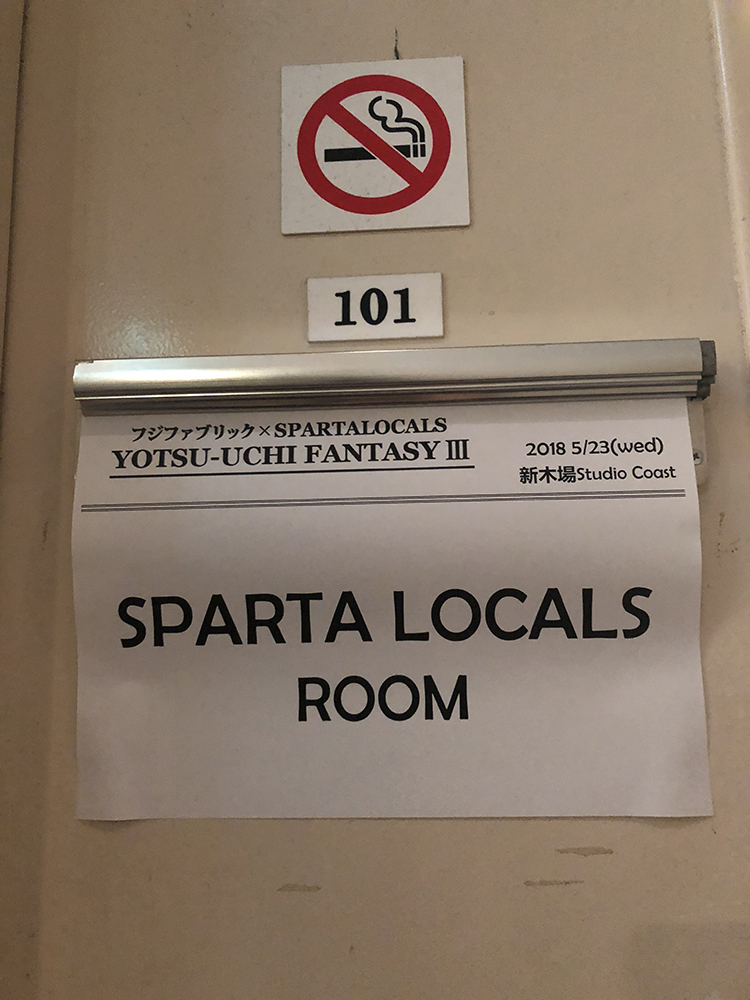 101
フジファブリック×SPARTALOCALS
YOTSU-UCHI FANTASY III
2018 5/23(wed)
新木場Studio Coast
SPARTA LOCALS
ROOM